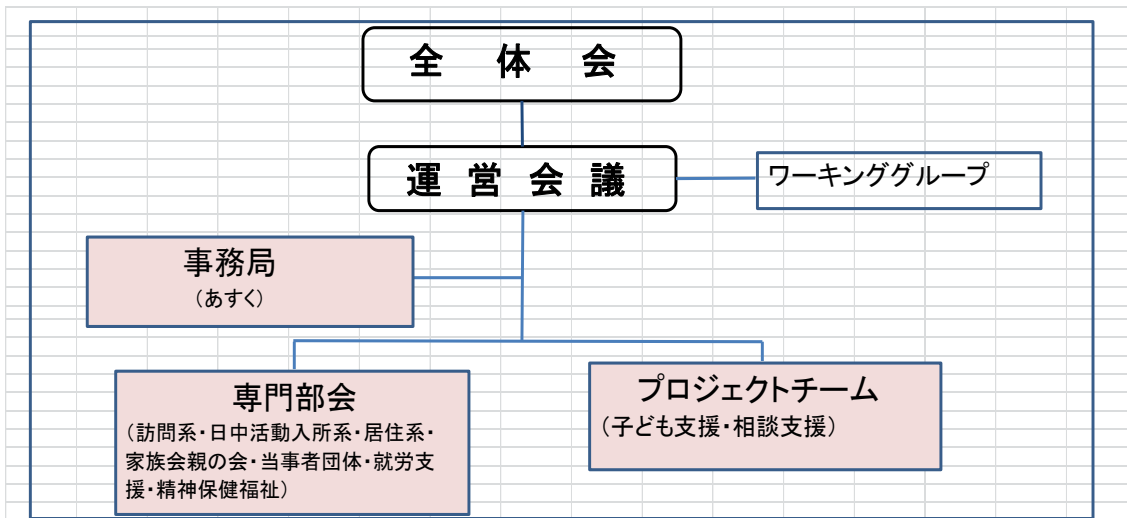 全 体 会
運 営 会 議
ワーキンググループ
事務局
(あすく)
専門部会
(訪問系・日中活動入所系・居住系・
家族会親の会・当事者団体・就労支
援・精神保健福祉)
プロジェクトチーム
(子ども支援・相談支援)